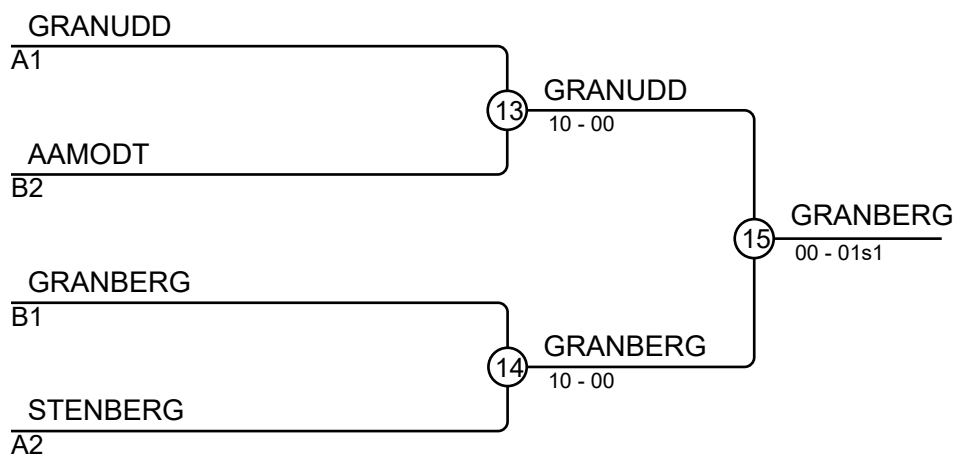 GRANUDD
A1
13
GRANUDD
10 - 00
AAMODT
B2
15
GRANBERG
00 - 01s1
GRANBERG
B1
14
GRANBERG
10 - 00
STENBERG
A2